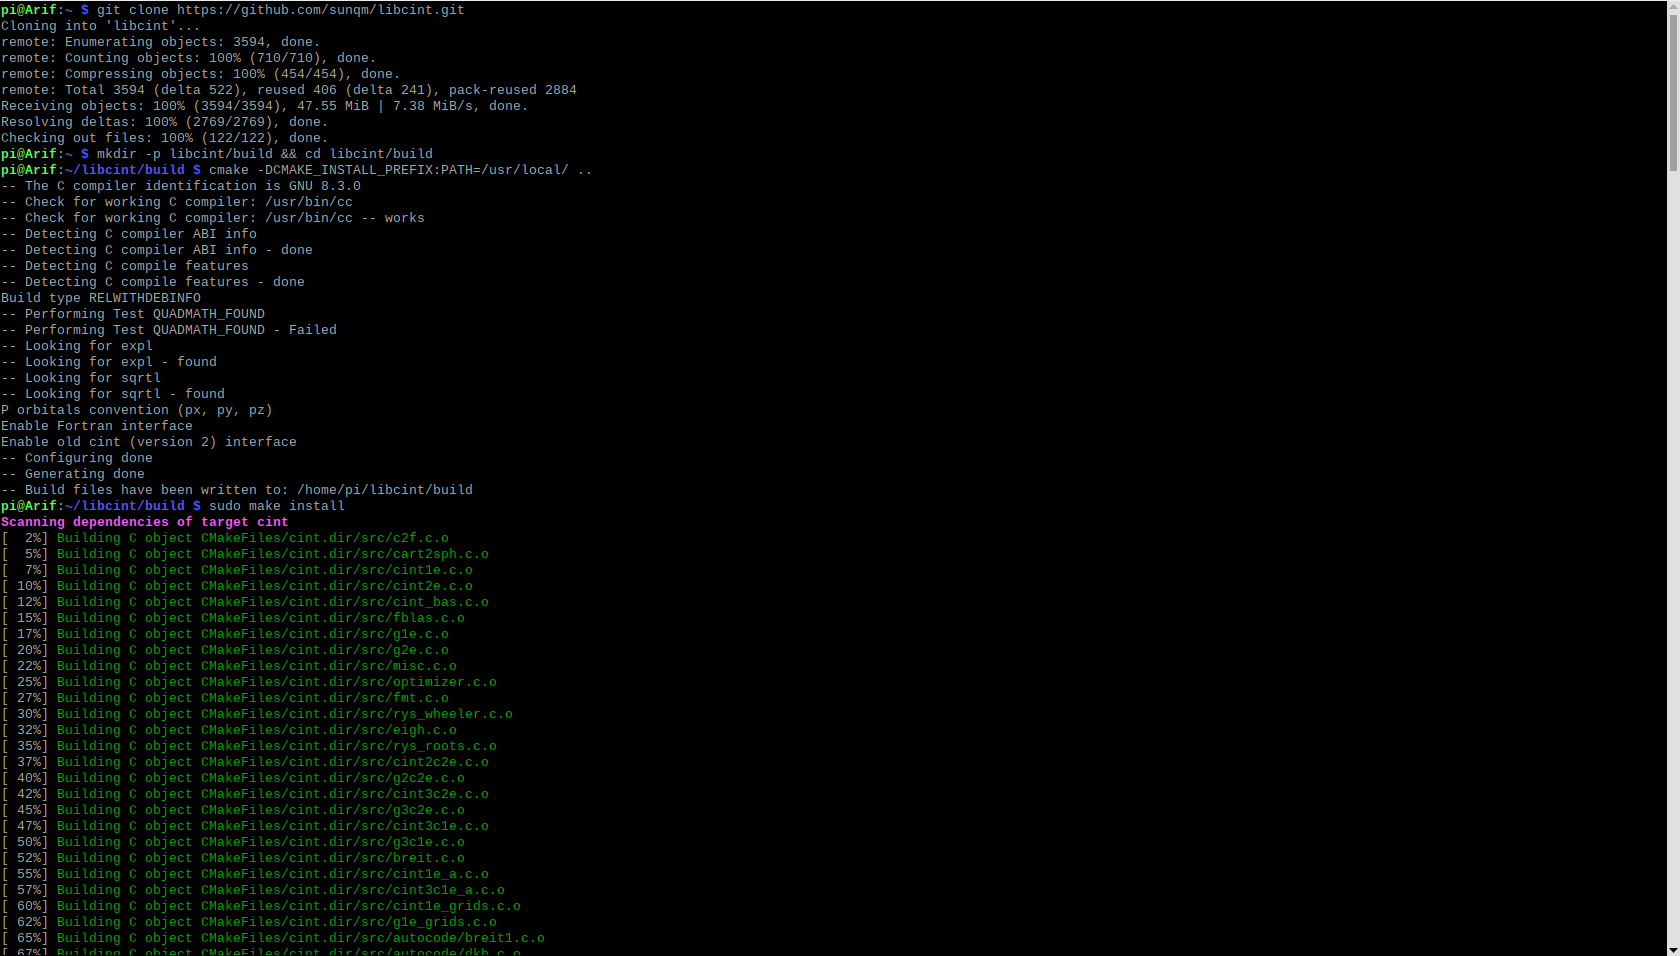 pi@Arif:~ $ git clone https://github.com/sunqm/libcint.git
Cloning into 'libcint'...
remote: Enumerating objects: 3594, done.
remote: Counting objects: 100% (710/710), done.
remote: Compressing objects: 100% (454/454), done.
remote: Total 3594 (delta 522), reused 406 (delta 241), pack-reused 2884
Receiving objects: 100% (3594/3594), 47.55 MiB | 7.38 MiB/s, done.
Resolving deltas: 100% (2769/2769), done.
Checking out files: 100% (122/122), done.
pi@Arif:~ $ mkdir -p libcint/build && cd libcint/build
pi@Arif:~/libcint/build $ cmake -DCMAKE_INSTALL_PREFIX:PATH=/usr/local/ ..
-- The C compiler identification is GNU 8.3.0
-- Check for working C compiler: /usr/bin/cc
-- Check for working C compiler: /usr/bin/cc -- works
-- Detecting C compiler ABI info
-- Detecting C compiler ABI info - done
-- Detecting C compile features
-- Detecting C compile features - done
Build type RELWITHDEBINFO
-- Performing Test QUADMATH_FOUND
-- Performing Test QUADMATH_FOUND - Failed
-- Looking for expl
-- Looking for expl - found
-- Looking for sqrtl
-- Looking for sqrtl - found
P orbitals convention (px, py, pz)
Enable Fortran interface
Enable old cint (version 2) interface
-- Configuring done
-- Generating done
-- Build files have been written to: /home/pi/libcint/build
pi@Arif:~/libcint/build $ sudo make install
Scanning dependencies of target cint
[  2%] Building C object CMakeFiles/cint.dir/src/c2f.c.o
[  5%] Building C object CMakeFiles/cint.dir/src/cart2sph.c.o
[  7%] Building C object CMakeFiles/cint.dir/src/cint1e.c.o
[ 10%] Building C object CMakeFiles/cint.dir/src/cint2e.c.o
[ 12%] Building C object CMakeFiles/cint.dir/src/cint_bas.c.o
[ 15%] Building C object CMakeFiles/cint.dir/src/fblas.c.o
[ 17%] Building C object CMakeFiles/cint.dir/src/g1e.c.o
[ 20%] Building C object CMakeFiles/cint.dir/src/g2e.c.o
[ 22%] Building C object CMakeFiles/cint.dir/src/misc.c.o
[ 25%] Building C object CMakeFiles/cint.dir/src/optimizer.c.o
[ 27%] Building C object CMakeFiles/cint.dir/src/fmt.c.o
[ 30%] Building C object CMakeFiles/cint.dir/src/rys_wheeler.c.o
[ 32%] Building C object CMakeFiles/cint.dir/src/eigh.c.o
[ 35%] Building C object CMakeFiles/cint.dir/src/rys_roots.c.o
[ 37%] Building C object CMakeFiles/cint.dir/src/cint2c2e.c.o
[ 40%] Building C object CMakeFiles/cint.dir/src/g2c2e.c.o
[ 42%] Building C object CMakeFiles/cint.dir/src/cint3c2e.c.o
[ 45%] Building C object CMakeFiles/cint.dir/src/g3c2e.c.o
[ 47%] Building C object CMakeFiles/cint.dir/src/cint3c1e.c.o
[ 50%] Building C object CMakeFiles/cint.dir/src/g3c1e.c.o
[ 52%] Building C object CMakeFiles/cint.dir/src/breit.c.o
[ 55%] Building C object CMakeFiles/cint.dir/src/cint1e_a.c.o
[ 57%] Building C object CMakeFiles/cint.dir/src/cint3c1e_a.c.o
[ 60%] Building C object CMakeFiles/cint.dir/src/cint1e_grids.c.o
[ 62%] Building C object CMakeFiles/cint.dir/src/g1e_grids.c.o
[ 65%] Building C object CMakeFiles/cint.dir/src/autocode/breit1.c.o
[ 67%] Building C object CMakeFiles/cint.dir/src/autocode/dkb.c.o